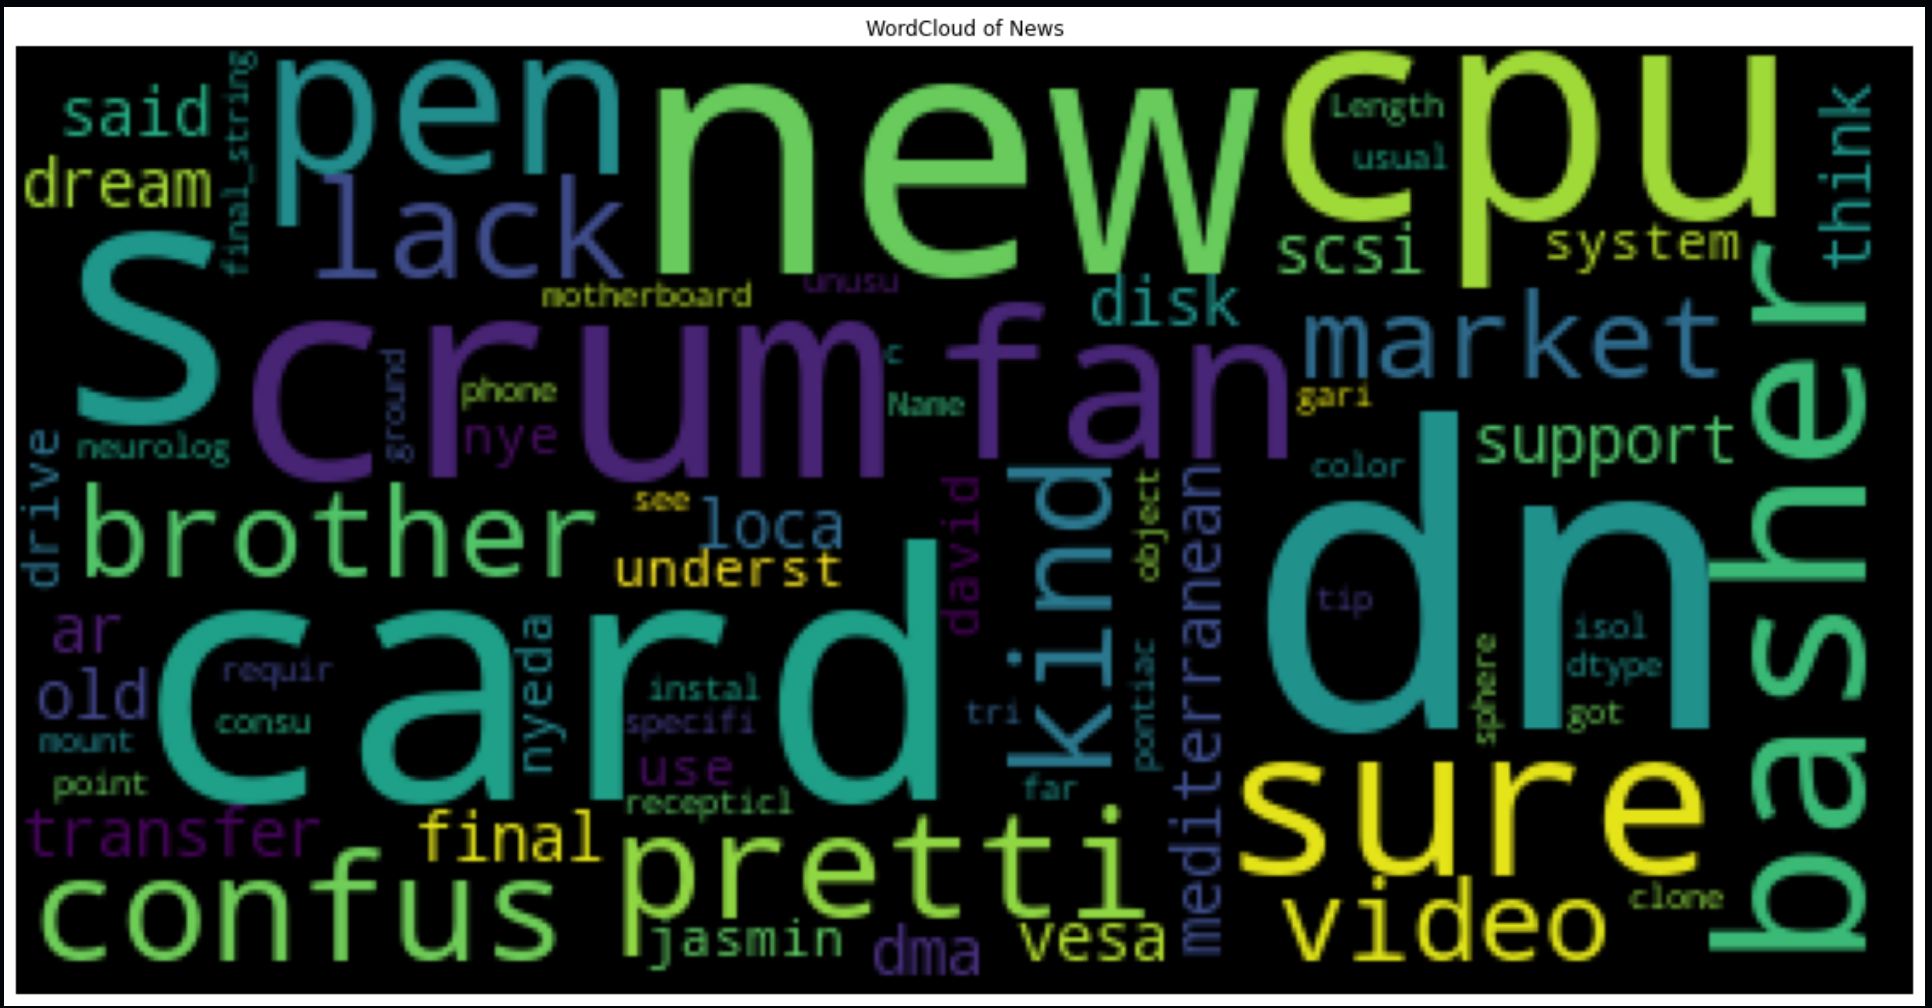 WordCloud of News
said
final_string
pen
new
cpu
Length
usual
think
dream
lack
scsi
system
S
motherboard
unusu
disk
market
crum
fan
c
ground
phone
nye
Name
gari
basher
neurolog
drive
support
color
dn
brother
see
loca
underst
david
kind
object
mediterranean
tip
isol
dtype
got
sphere
ar
card
nyeda
old
requir
consu
mount
point
instal
specifi
use
recepticl
tri
far
pontiac
transfer
final
pretti
sure
confus
jasmin
dma
vesa
video
clone